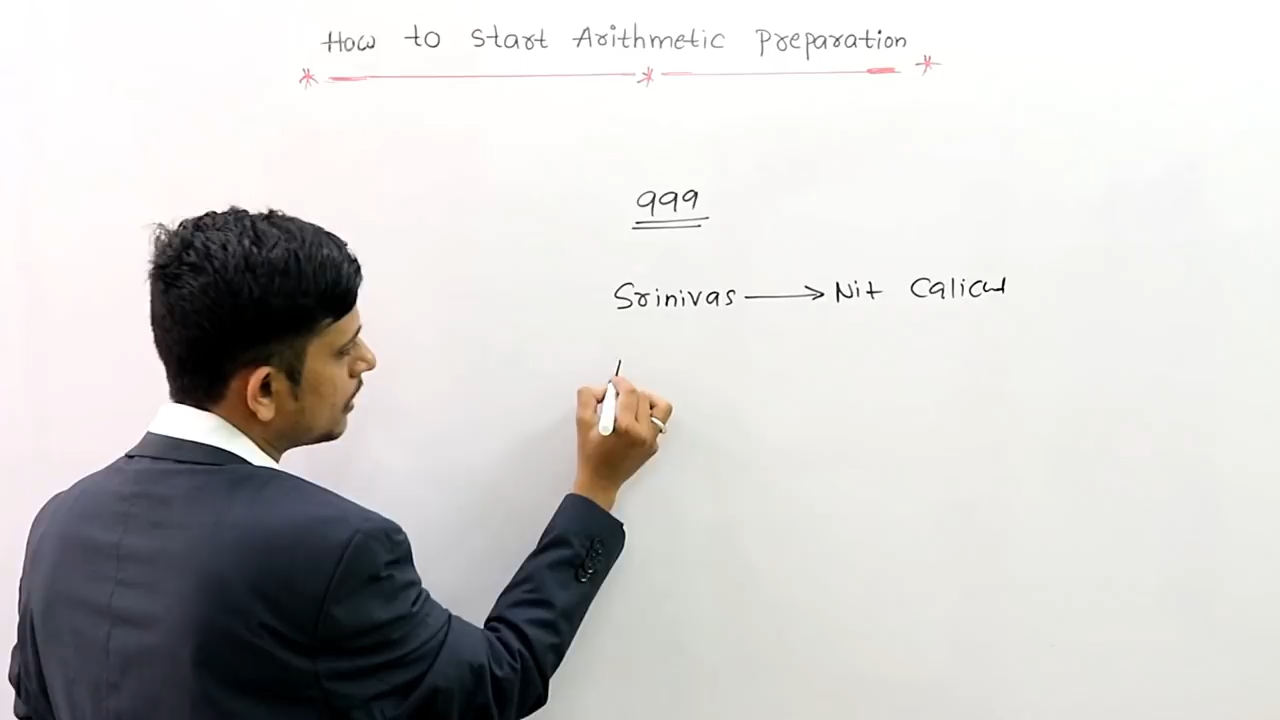 How to Start Arithmetic Preparation
999
Srinivas → Nit Calicut